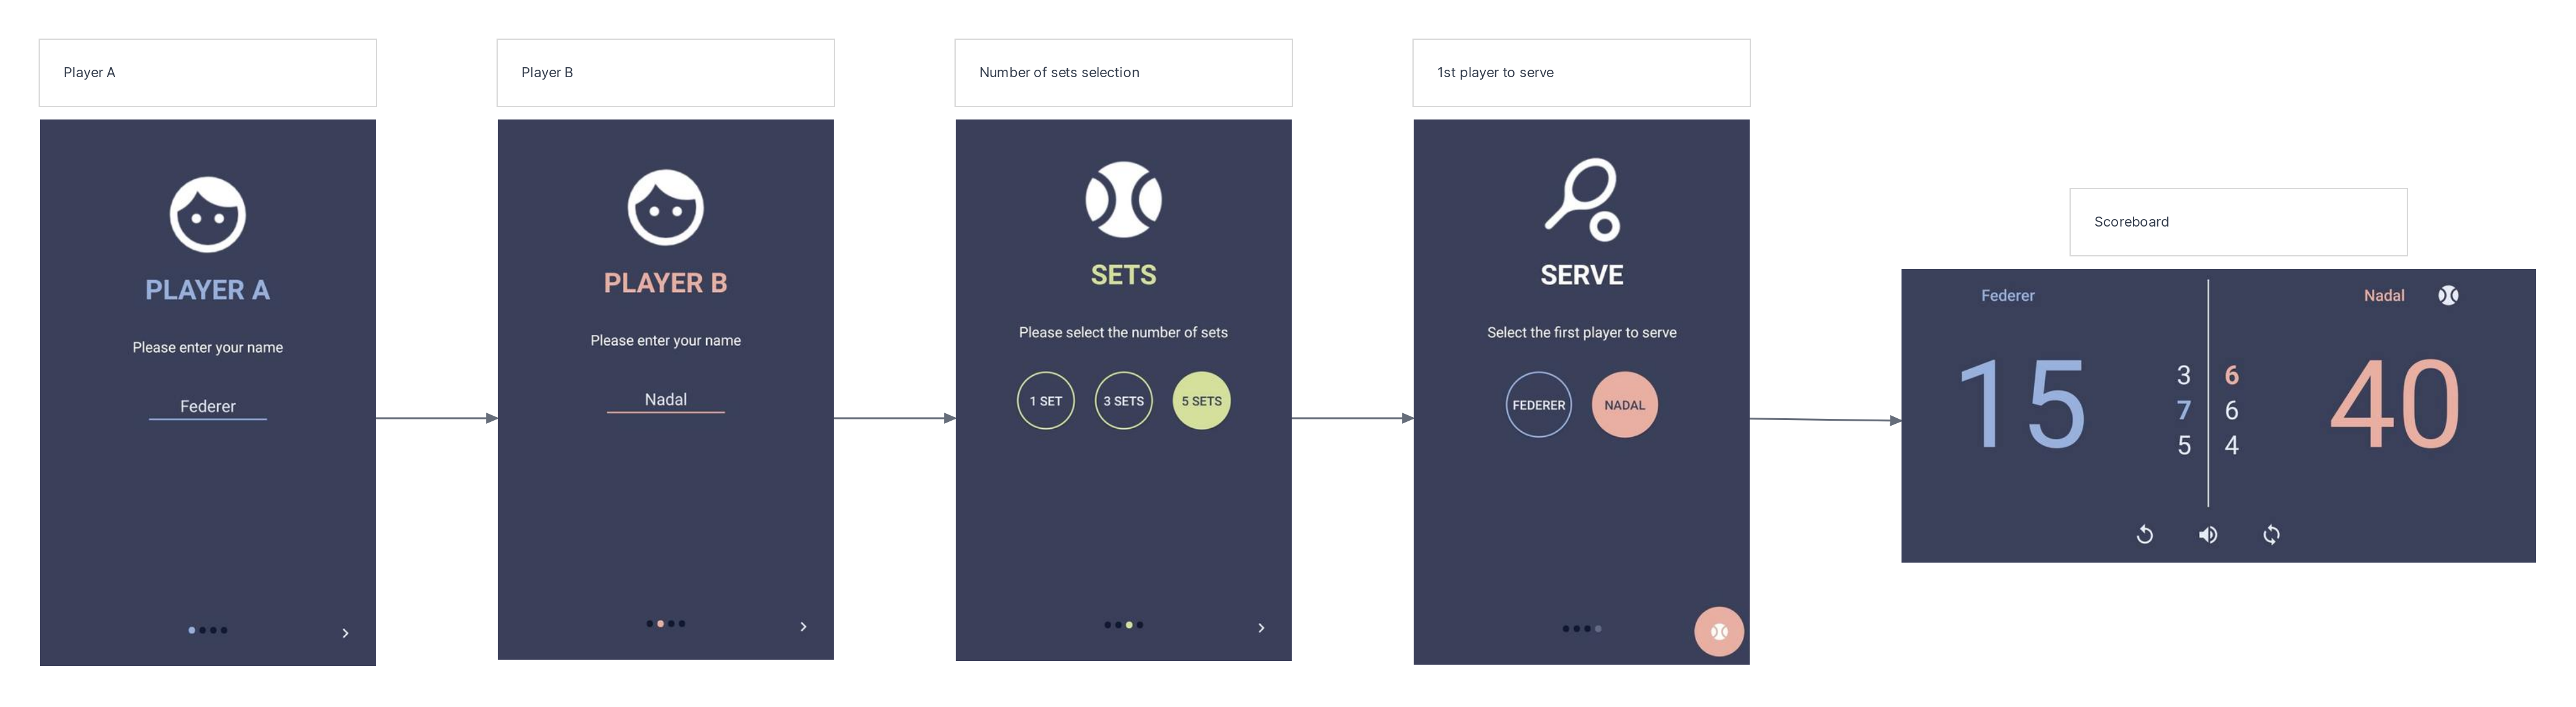 Player A
PLAYER A
Please enter your name
Federer
Player B
PLAYER B
Please enter your name
Nadal
Number of sets selection
SETS
Please select the number of sets
1 SET
3 SETS
5 SETS
1st player to serve
SERVE
Select the first player to serve
FEDERER
NADAL
Scoreboard
Federer
Nadal
15
3 6
7 6
5 4
40